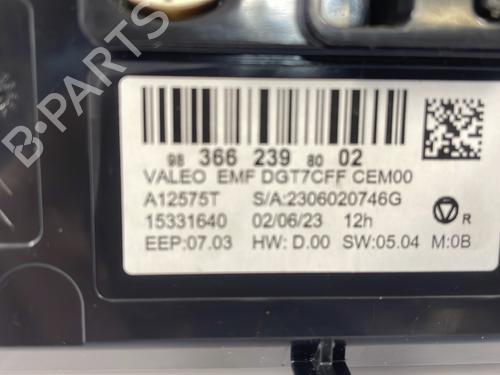 98 366 239 80 02
VALEO EMF DGT7CFF CEM00
A12575T S/A:2306020746G
15331640 02/06/23 12h
R
EEP:07.03 HW: D.00 SW:05.04 M:0B
B-PARTS